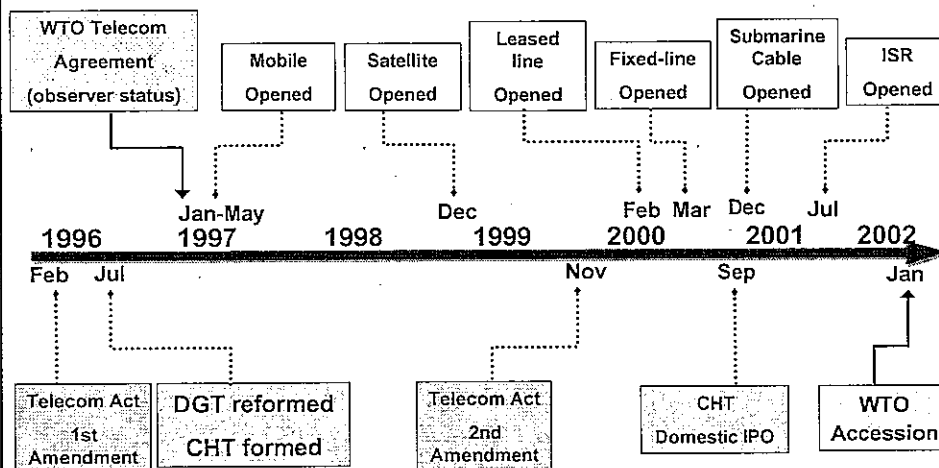 WTO Telecom
Agreement
(observer status)
Mobile
Opened
Satellite
Opened
Leased
line
Opened
Fixed-line
Opened
Submarine
Cable
Opened
ISR
Opened
Jan-May
Dec
Feb
Mar
Dec
Jul
1996
1997
1998
1999
2000
2001
2002
Feb
Jul
Nov
Sep
Jan
Telecom Act
1st
Amendment
DGT reformed
CHT formed
Telecom Act
2nd
Amendment
CHT
Domestic IPO
WTO
Accession